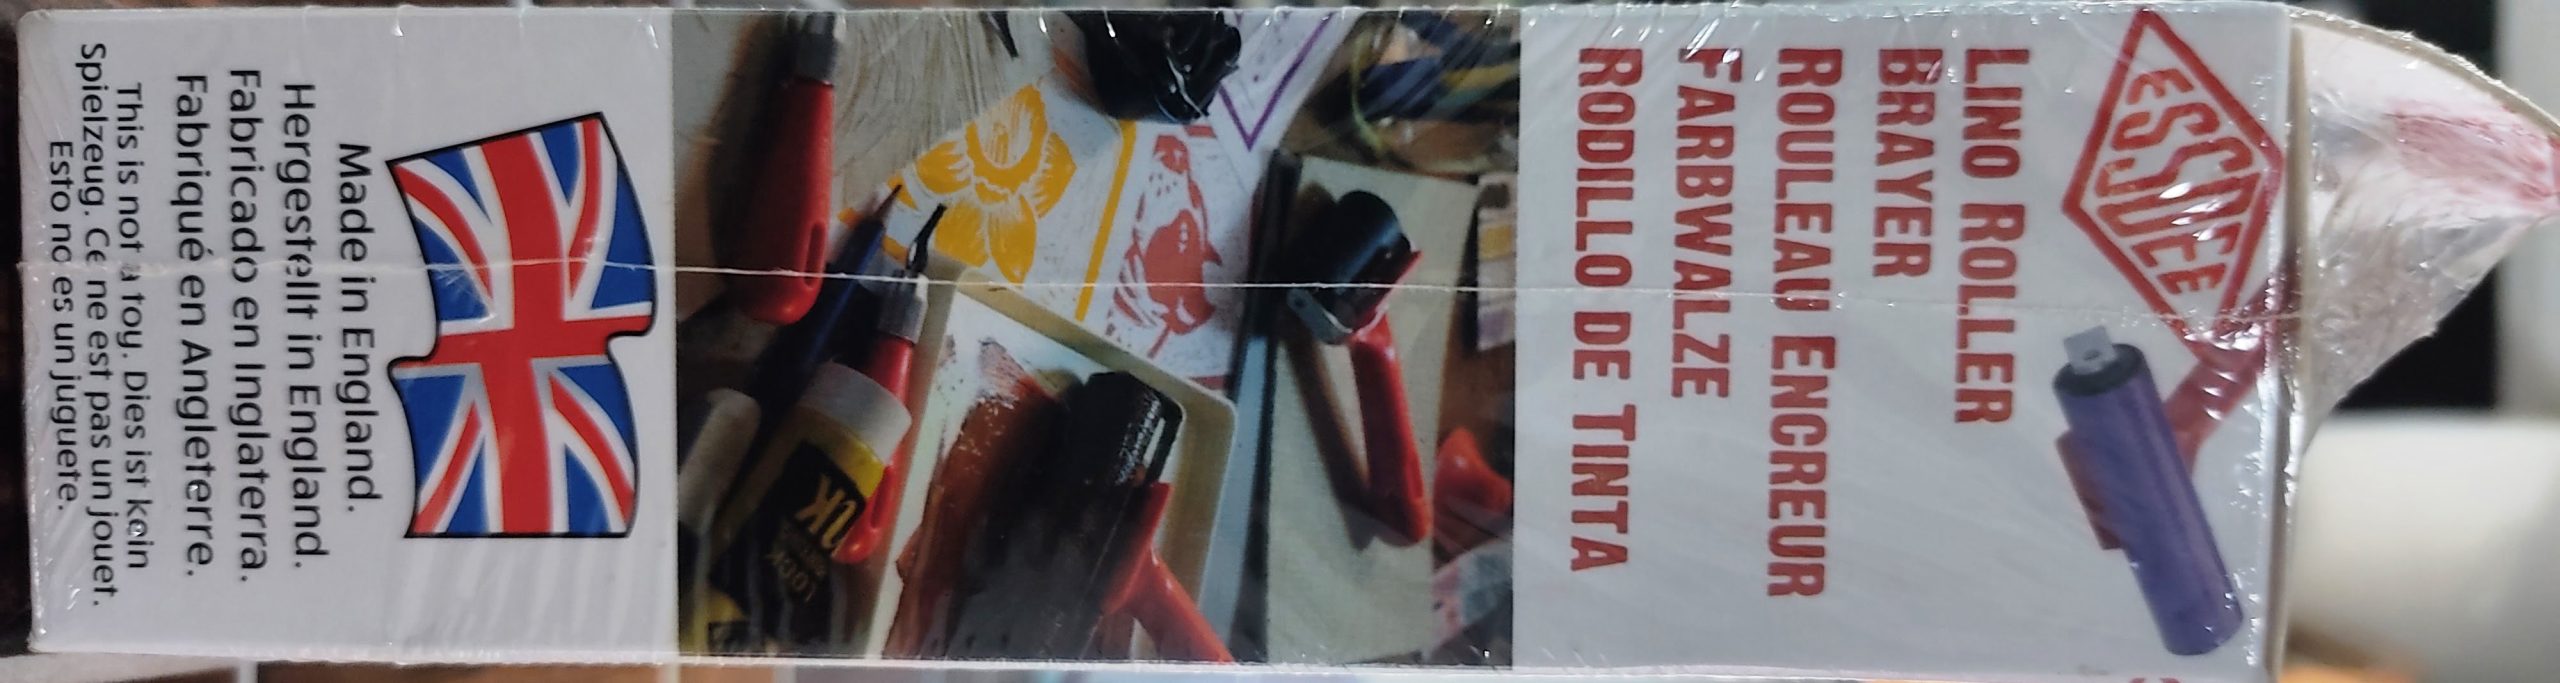 ESSDEE
LINO ROLLER
BRAYER
ROULEAU ENCREUR
FARBWALZE
RODILLO DE TINTA
Made in England.
Hergestellt in England.
Fabricado en Inglaterra.
Fabriqué en Angleterre.
This is not a toy. Dies ist kein
Spielzeug. Ce ne est pas un jouet.
Esto no es un juguete.